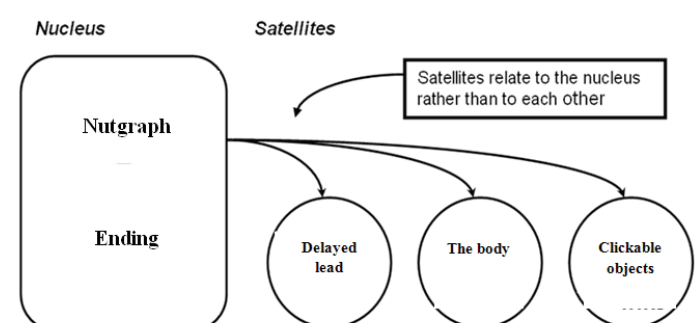 Nucleus
Satellites
Satellites relate to the nucleus
rather than to each other
Nutgraph
Ending
Delayed
lead
The body
Clickable
objects